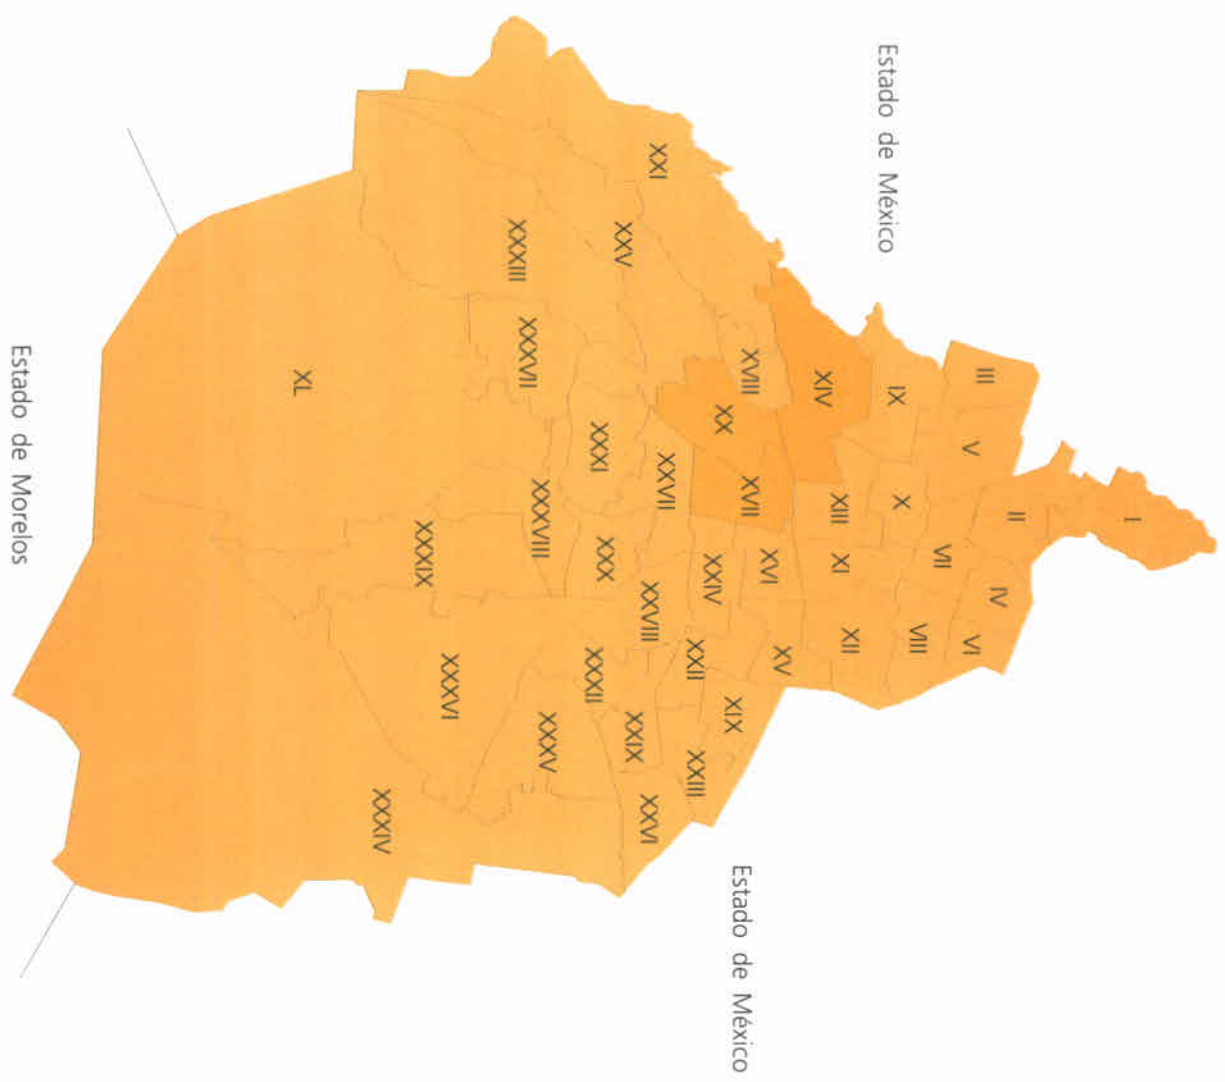 I
II
III
IV
V
VI
VII
VIII
IX
X
Estado de México
XIII
XI
XII
XIV
XVI
XV
XVIII
XVII
Estado de México
XX
XIX
XXIV
XXII
XXIII
XXI
XXVII
XXVIII
XXVI
XXV
XXIX
XXXI
XXX
XXXII
XXXVII
XXXVIII
XXXV
XXXIII
XXXVI
XXXIX
XXXIV
XL
Estado de Morelos